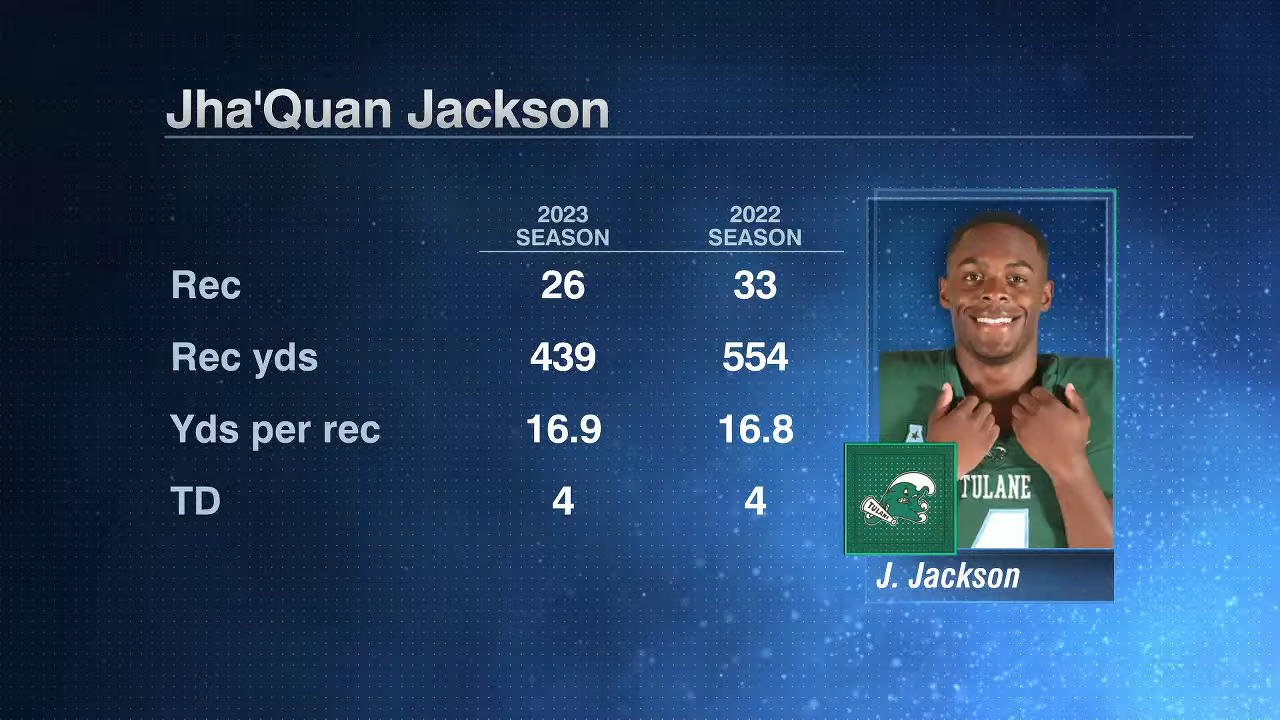 Jha'Quan Jackson
2023 2022
SEASON SEASON
Rec 26 33
Rec yds 439 554
Yds per rec 16.9 16.8
TD 4 4
TULANE
TULANE
J. Jackson